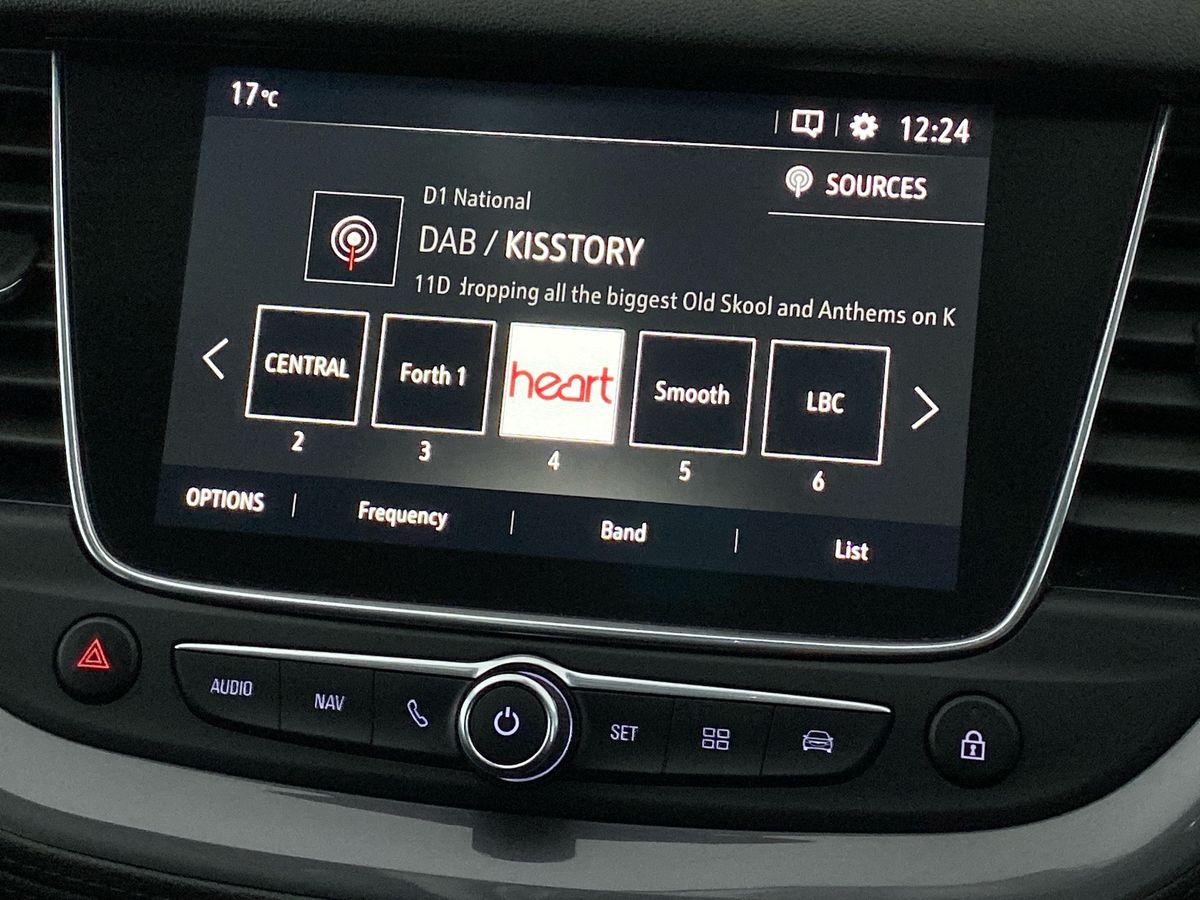 17°C
12:24
SOURCES
D1 National
DAB / KISSTORY
11D dropping all the biggest Old Skool and Anthems on K
CENTRAL Forth 1 heart Smooth LBC
2 3 4 5 6
OPTIONS Frequency Band List
AUDIO NAV SET